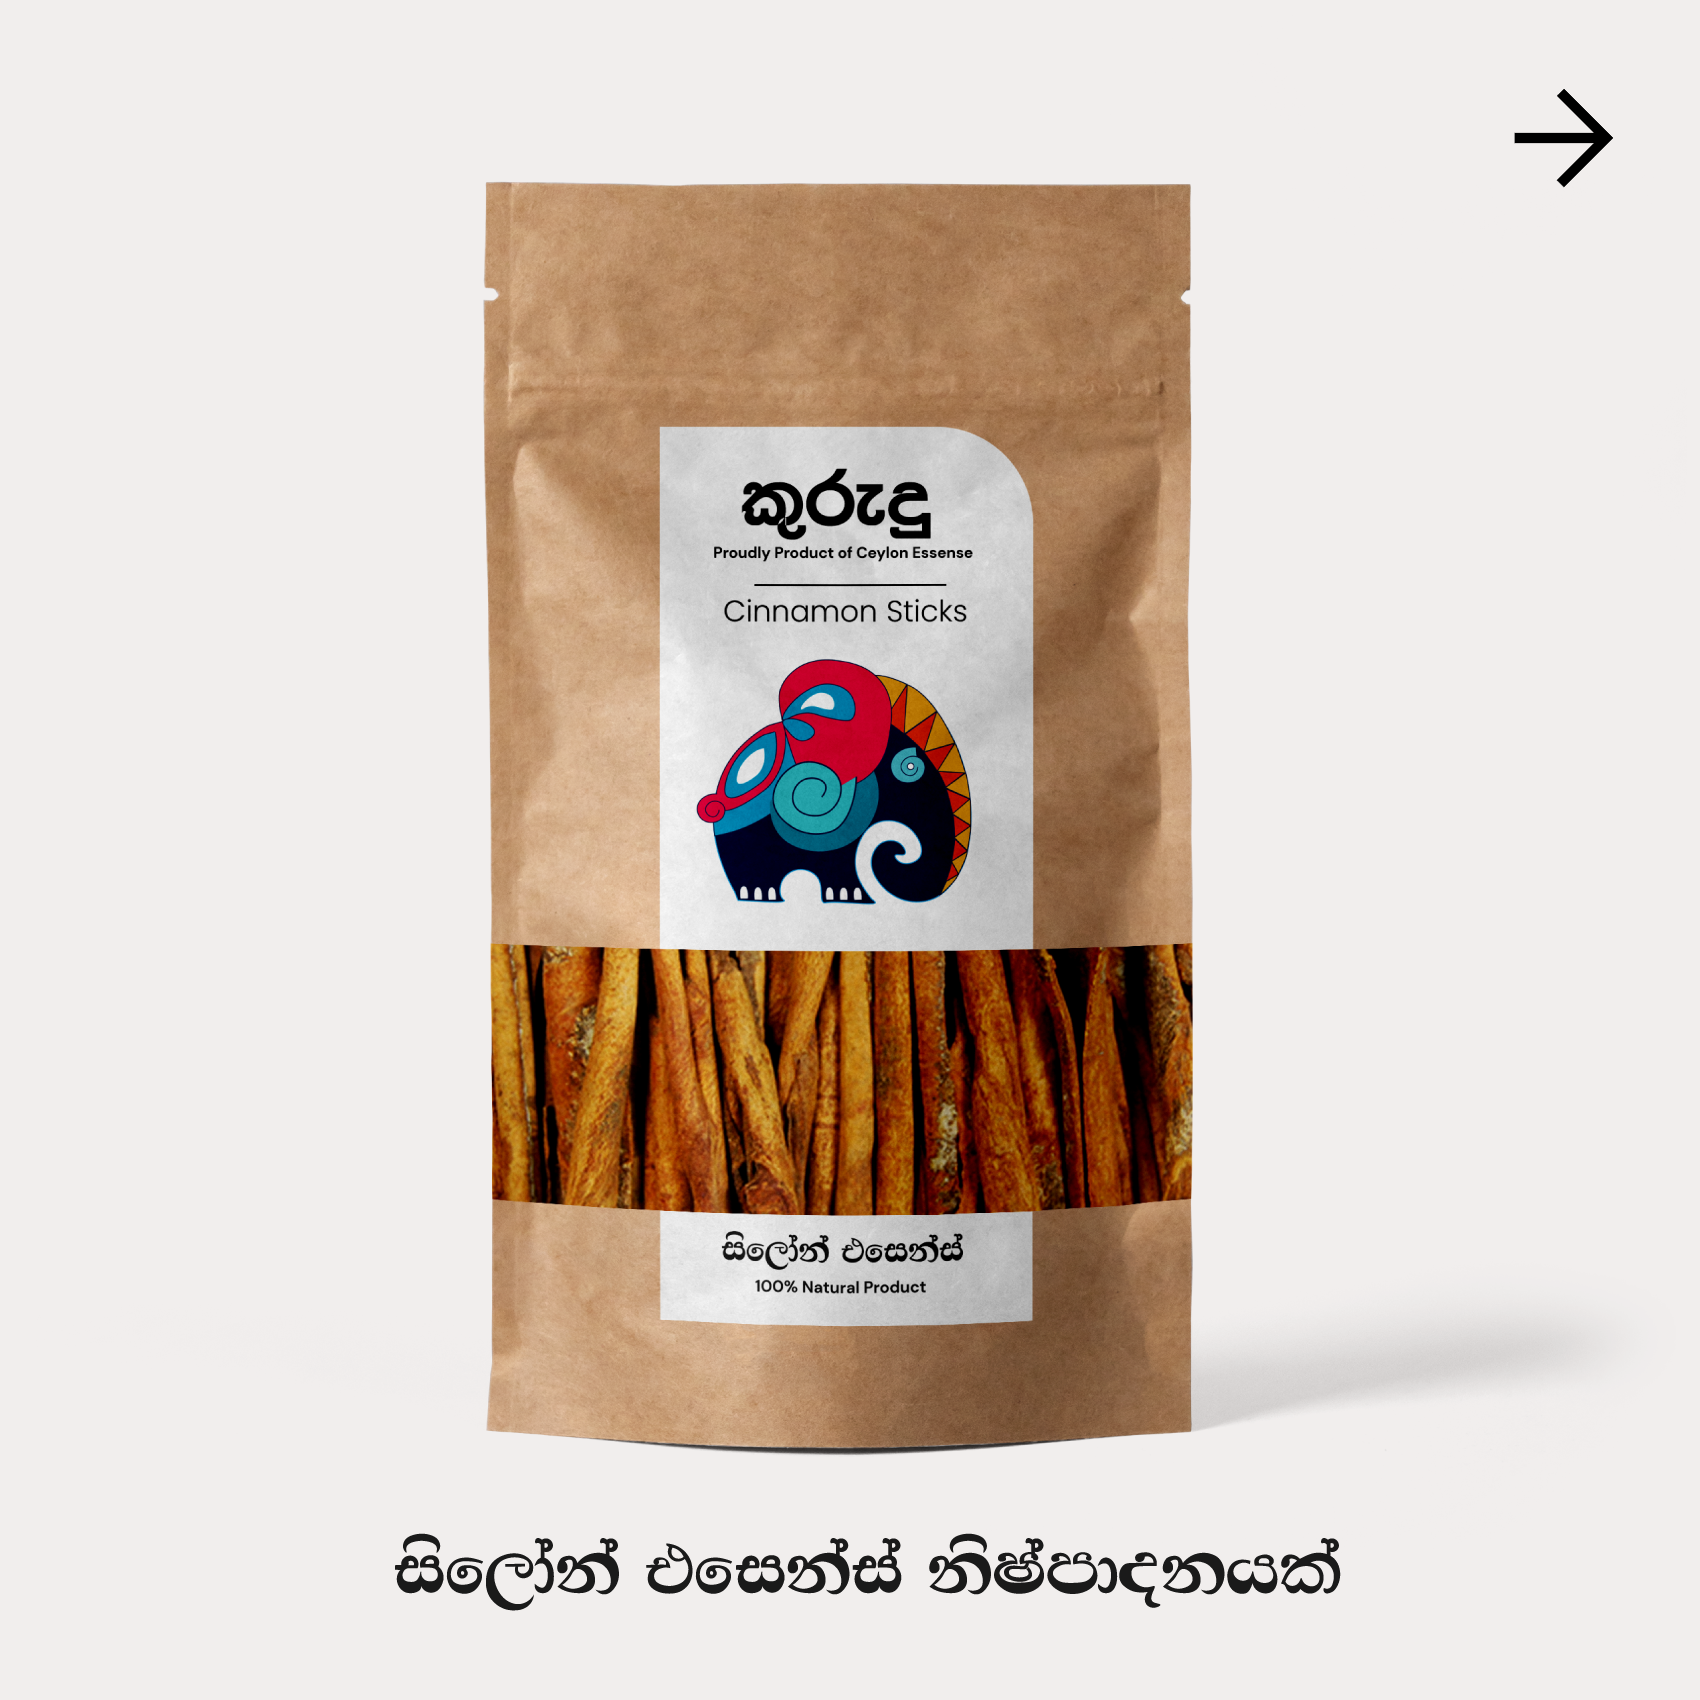 කුරුදු
Proudly Product of Ceylon Essense
Cinnamon Sticks
සිලෝන් එසෙන්ස්
100% Natural Product
සිලෝන් එසෙන්ස් නිෂ්පාදනයක්